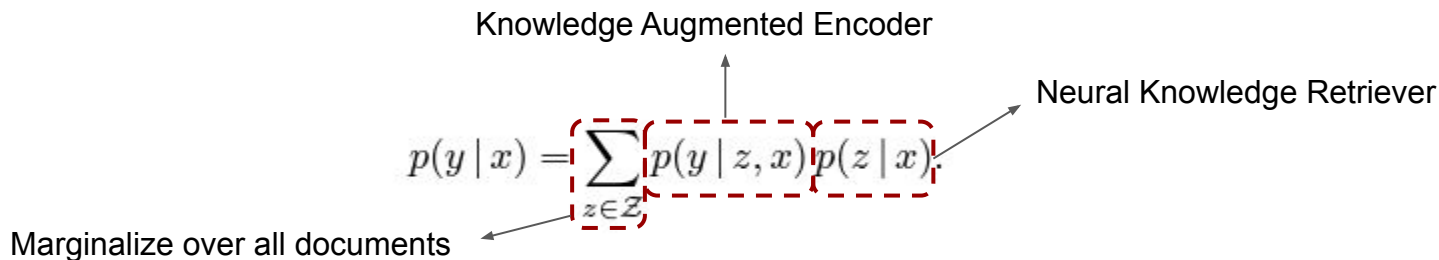 Knowledge Augmented Encoder
Neural Knowledge Retriever
p(y | x) = ∑ p(y | z, x) p(z | x).
z∈𝒵
Marginalize over all documents